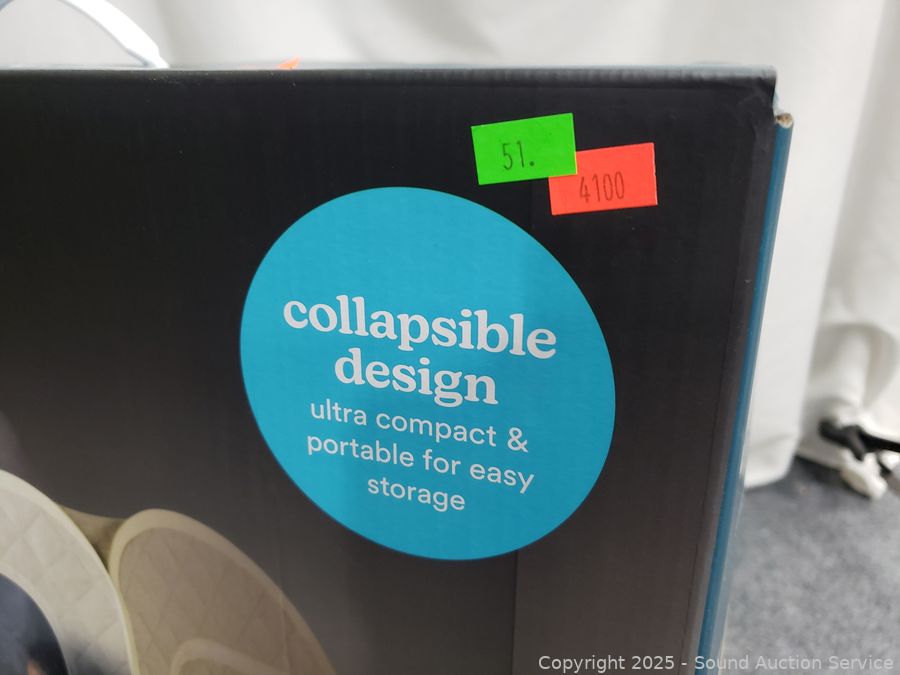 51.
4100
collapsible
design
ultra compact &
portable for easy
storage
Copyright 2025 - Sound Auction Service